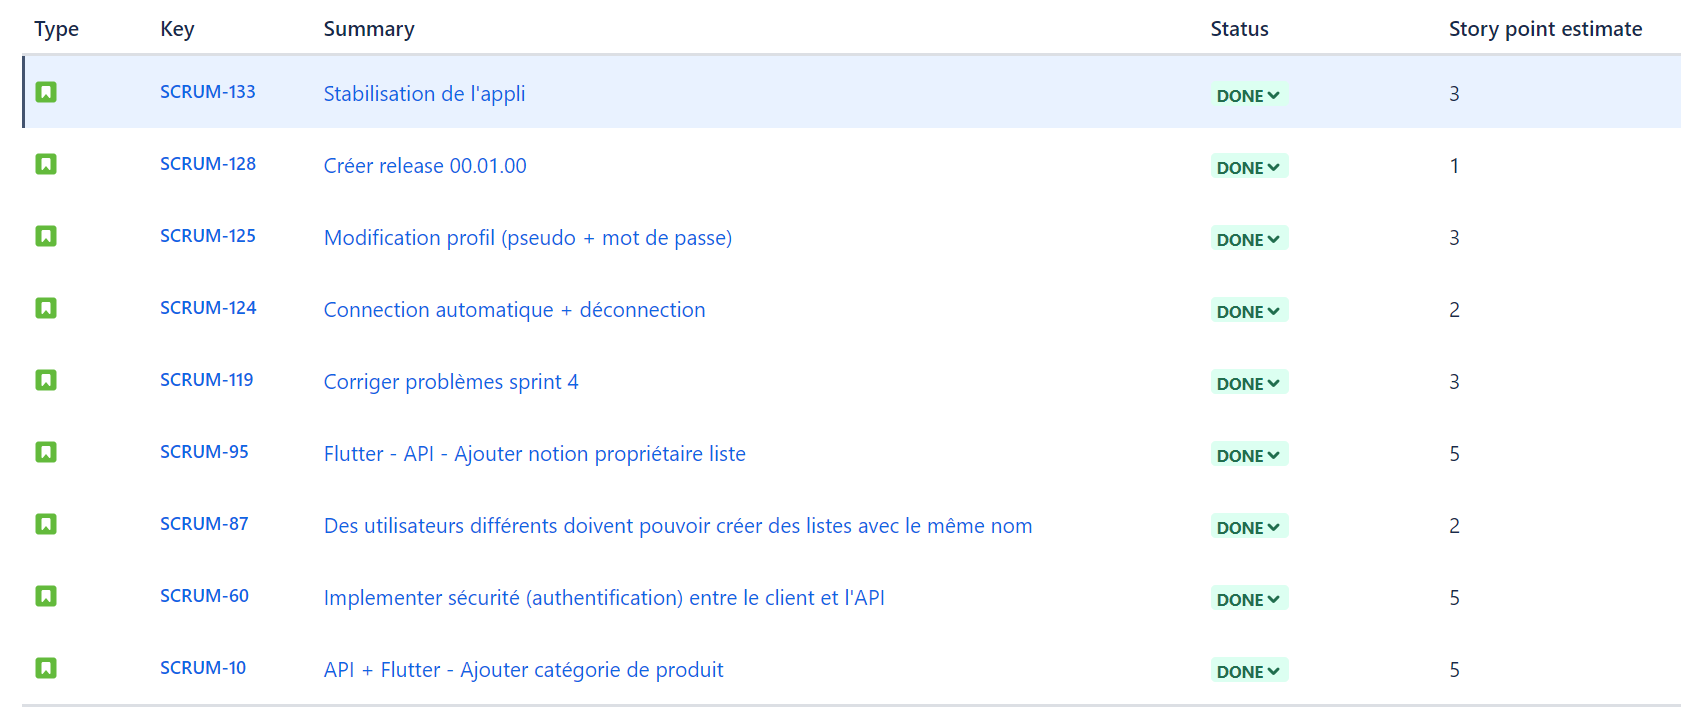 Type Key Summary Status Story point estimate
SCRUM-133 Stabilisation de l'appli DONE 3
SCRUM-128 Créer release 00.01.00 DONE 1
SCRUM-125 Modification profil (pseudo + mot de passe) DONE 3
SCRUM-124 Connection automatique + déconnection DONE 2
SCRUM-119 Corriger problèmes sprint 4 DONE 3
SCRUM-95 Flutter - API - Ajouter notion propriétaire liste DONE 5
SCRUM-87 Des utilisateurs différents doivent pouvoir créer des listes avec le même nom DONE 2
SCRUM-60 Implementer sécurité (authentification) entre le client et l'API DONE 5
SCRUM-10 API + Flutter - Ajouter catégorie de produit DONE 5